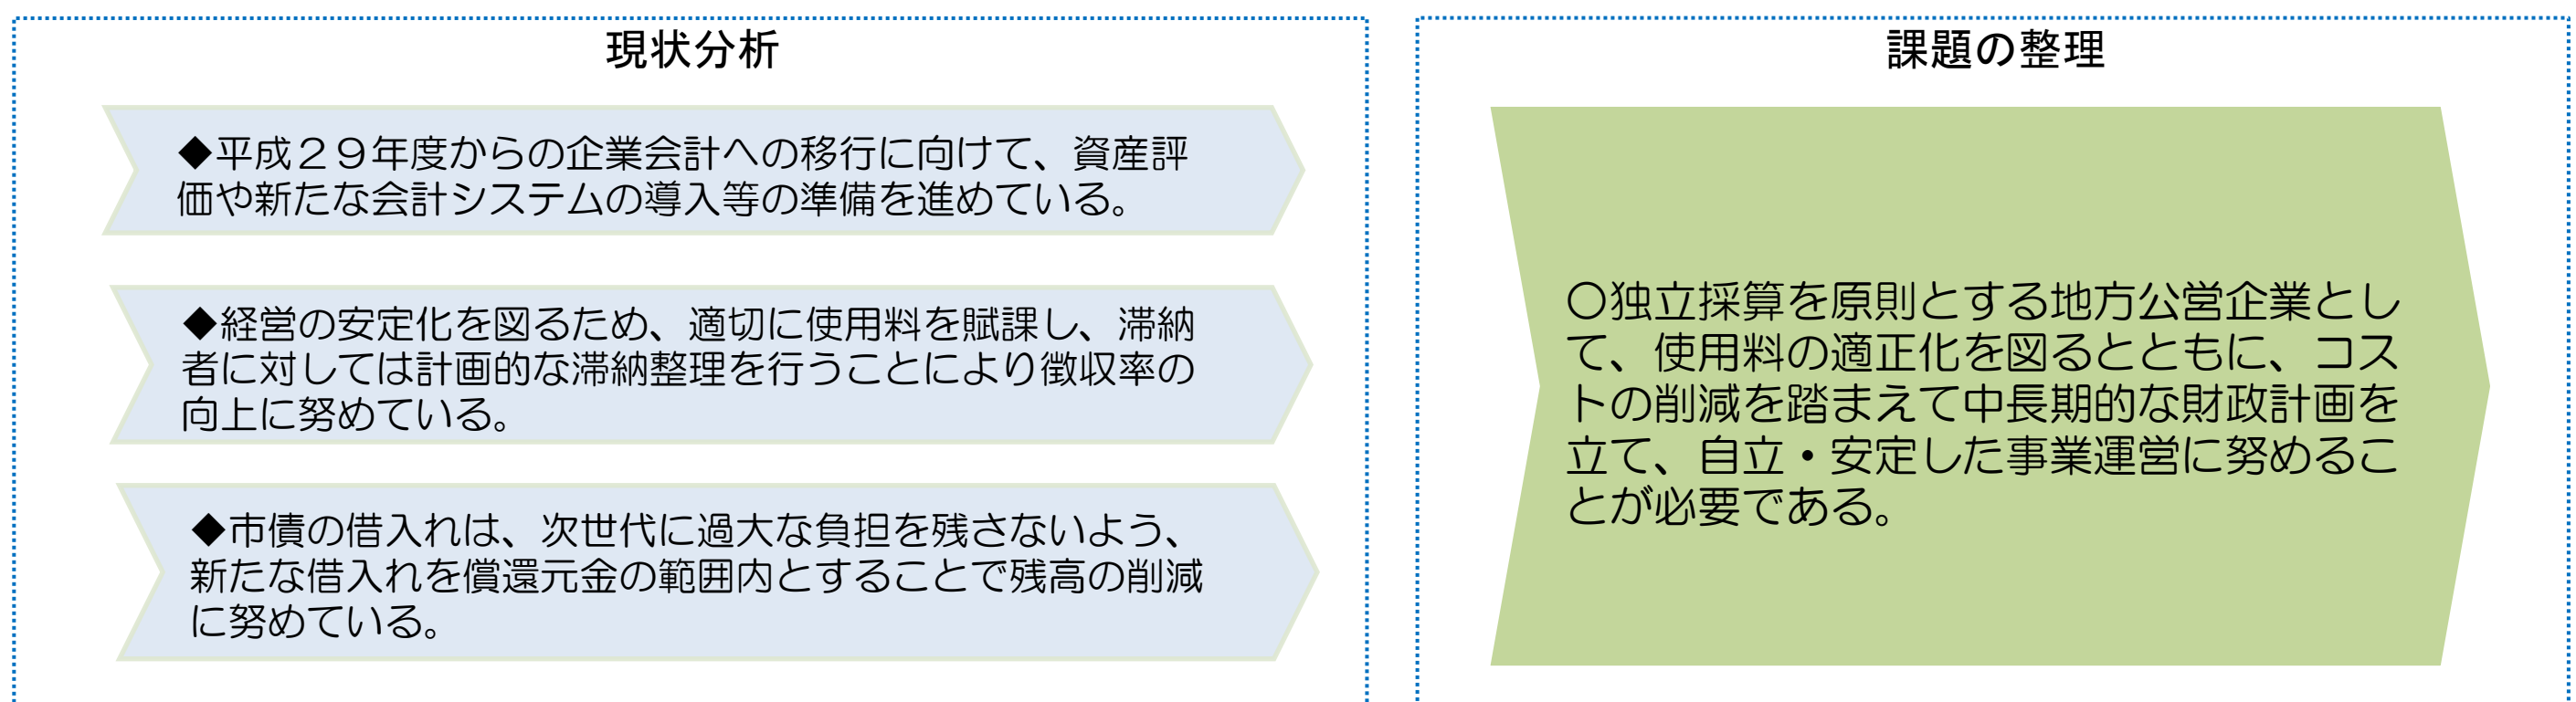 現状分析
◆平成２９年度からの企業会計への移行に向けて、資産評
価や新たな会計システムの導入等の準備を進めている。
◆経営の安定化を図るため、適切に使用料を賦課し、滞納
者に対しては計画的な滞納整理を行うことにより徴収率の
向上に努めている。
◆市債の借入れは、次世代に過大な負担を残さないよう、
新たな借入れを償還元金の範囲内とすることで残高の削減
に努めている。
課題の整理
○独立採算を原則とする地方公営企業とし
て、使用料の適正化を図るとともに、コス
トの削減を踏まえて中長期的な財政計画を
立て、自立・安定した事業運営に努めるこ
とが必要である。